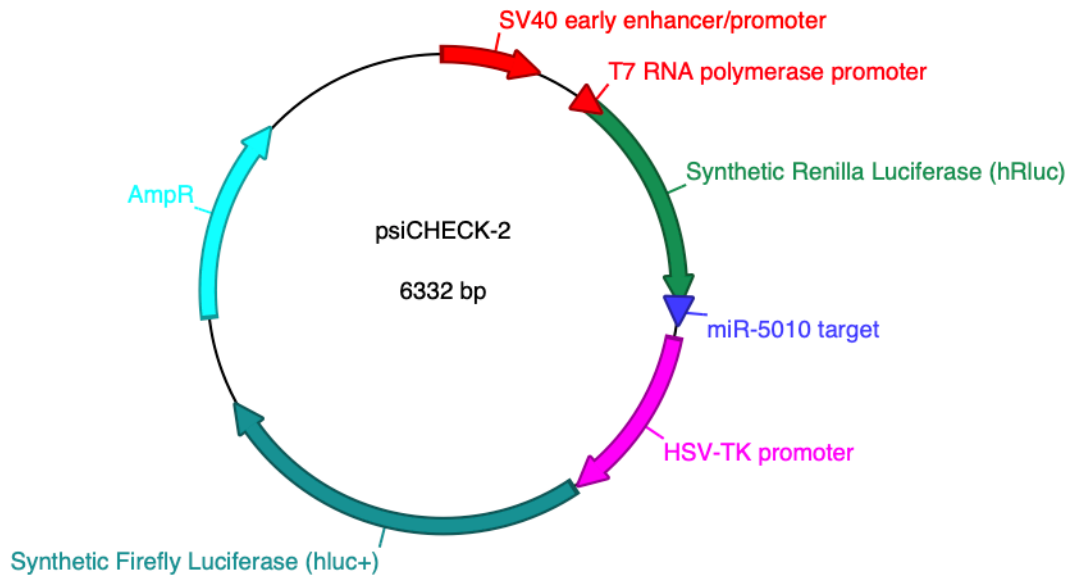 SV40 early enhancer/promoter
T7 RNA polymerase promoter
Synthetic Renilla Luciferase (hRluc)
AmpR
psiCHECK-2
6332 bp
miR-5010 target
HSV-TK promoter
Synthetic Firefly Luciferase (hluc+)